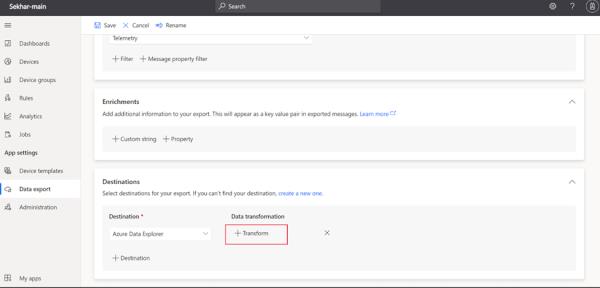 Sekhar-main
Search
?
Save Cancel Rename
Dashboards
Devices
Device groups
Rules
Analytics
Jobs
App settings
Device templates
Data export
Administration
My apps
Telemetry
+ Filter + Message property filter
Enrichments
Add additional information to your export. This will appear as a key value pair in exported messages. Learn more
+ Custom string + Property
Destinations
Select destinations for your export. If you can't find your destination, create a new one.
Destination * Data transformation
Azure Data Explorer + Transform
+ Destination